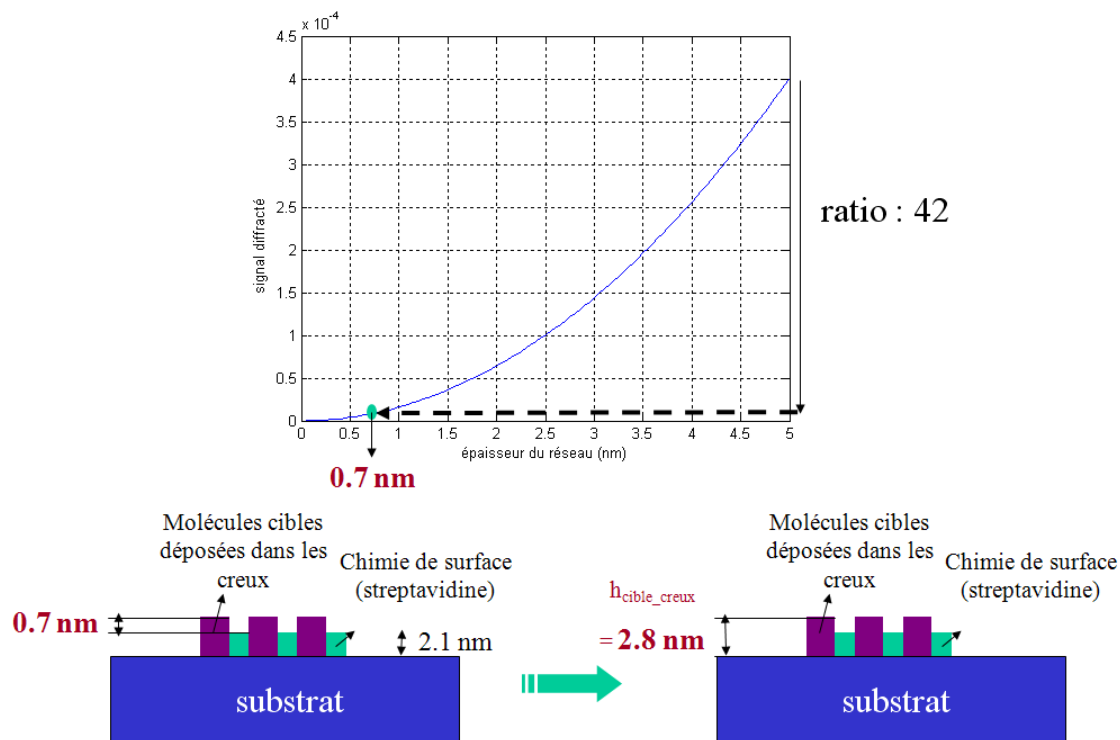 x 10⁻⁴
4.5
4
3.5
3
2.5
2
1.5
1
0.5
0
signal diffracté
0 0.5 1 1.5 2 2.5 3 3.5 4 4.5 5
épaisseur du réseau (nm)
ratio : 42
0.7 nm
Molécules cibles
déposées dans les
creux
Chimie de surface
(streptavidine)
0.7 nm
2.1 nm
substrat
Molécules cibles
déposées dans les
creux
Chimie de surface
(streptavidine)
h_cible_creux
= 2.8 nm
substrat